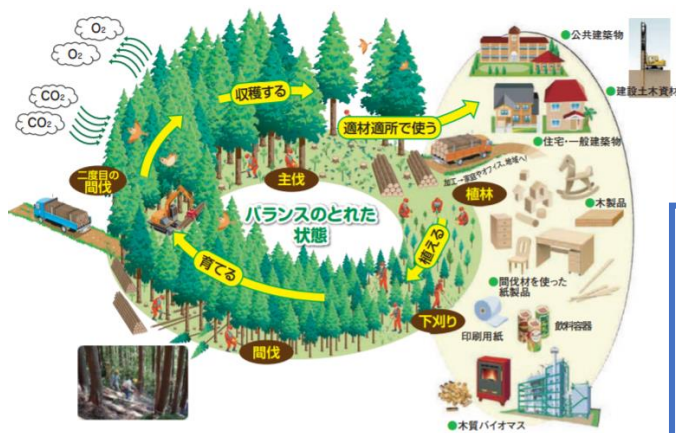 O2
O2
CO2
CO2
収穫する
適材適所で使う
主伐
二度目の
間伐
バランスのとれた
状態
植林
植える
育てる
下刈り
間伐
加工→家庭やオフィス、地域へ!
●公共建築物
●建設土木資材
●住宅・一般建築物
●木製品
●間伐材を使った
紙製品
印刷用紙
飲料容器
●木質バイオマス